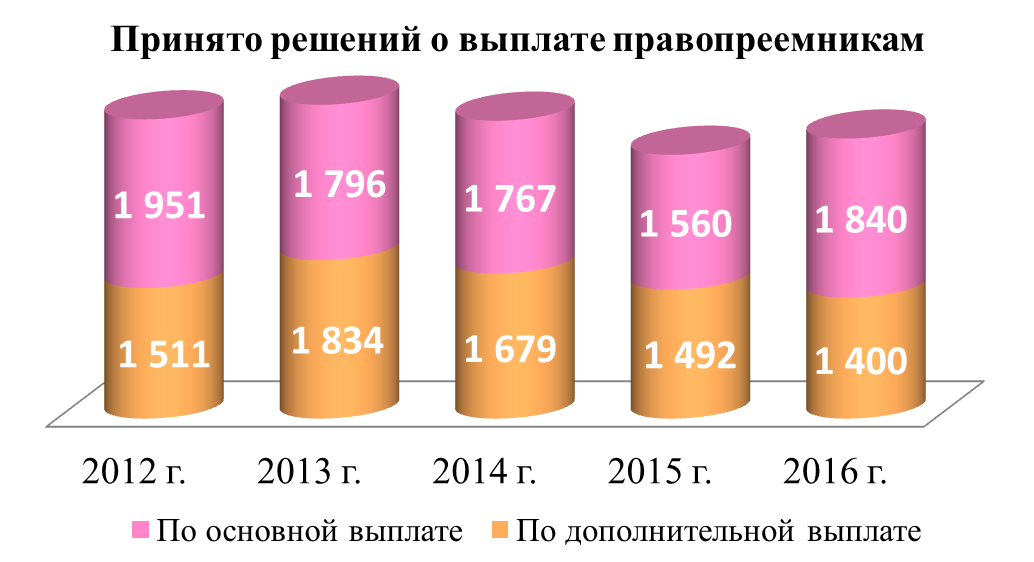 Принято решений о выплате правопреемникам
1 951
1 796
1 767
1 560
1 840
1 511
1 834
1 679
1 492
1 400
2012 г.
2013 г.
2014 г.
2015 г.
2016 г.
По основной выплате
По дополнительной выплате